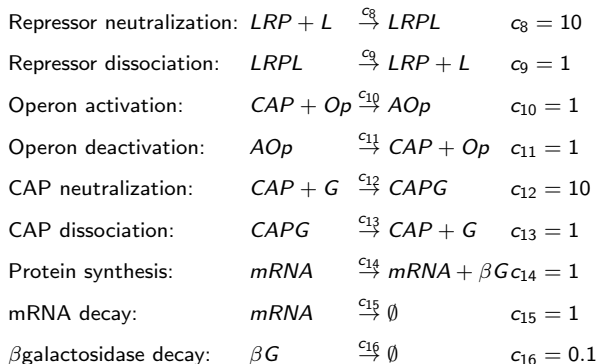 Repressor neutralization: LRP + L →^{c8} LRPL c8 = 10
Repressor dissociation: LRPL →^{c9} LRP + L c9 = 1
Operon activation: CAP + Op →^{c10} AOp c10 = 1
Operon deactivation: AOp →^{c11} CAP + Op c11 = 1
CAP neutralization: CAP + G →^{c12} CAPG c12 = 10
CAP dissociation: CAPG →^{c13} CAP + G c13 = 1
Protein synthesis: mRNA →^{c14} mRNA + βG c14 = 1
mRNA decay: mRNA →^{c15} ∅ c15 = 1
βgalactosidase decay: βG →^{c16} ∅ c16 = 0.1